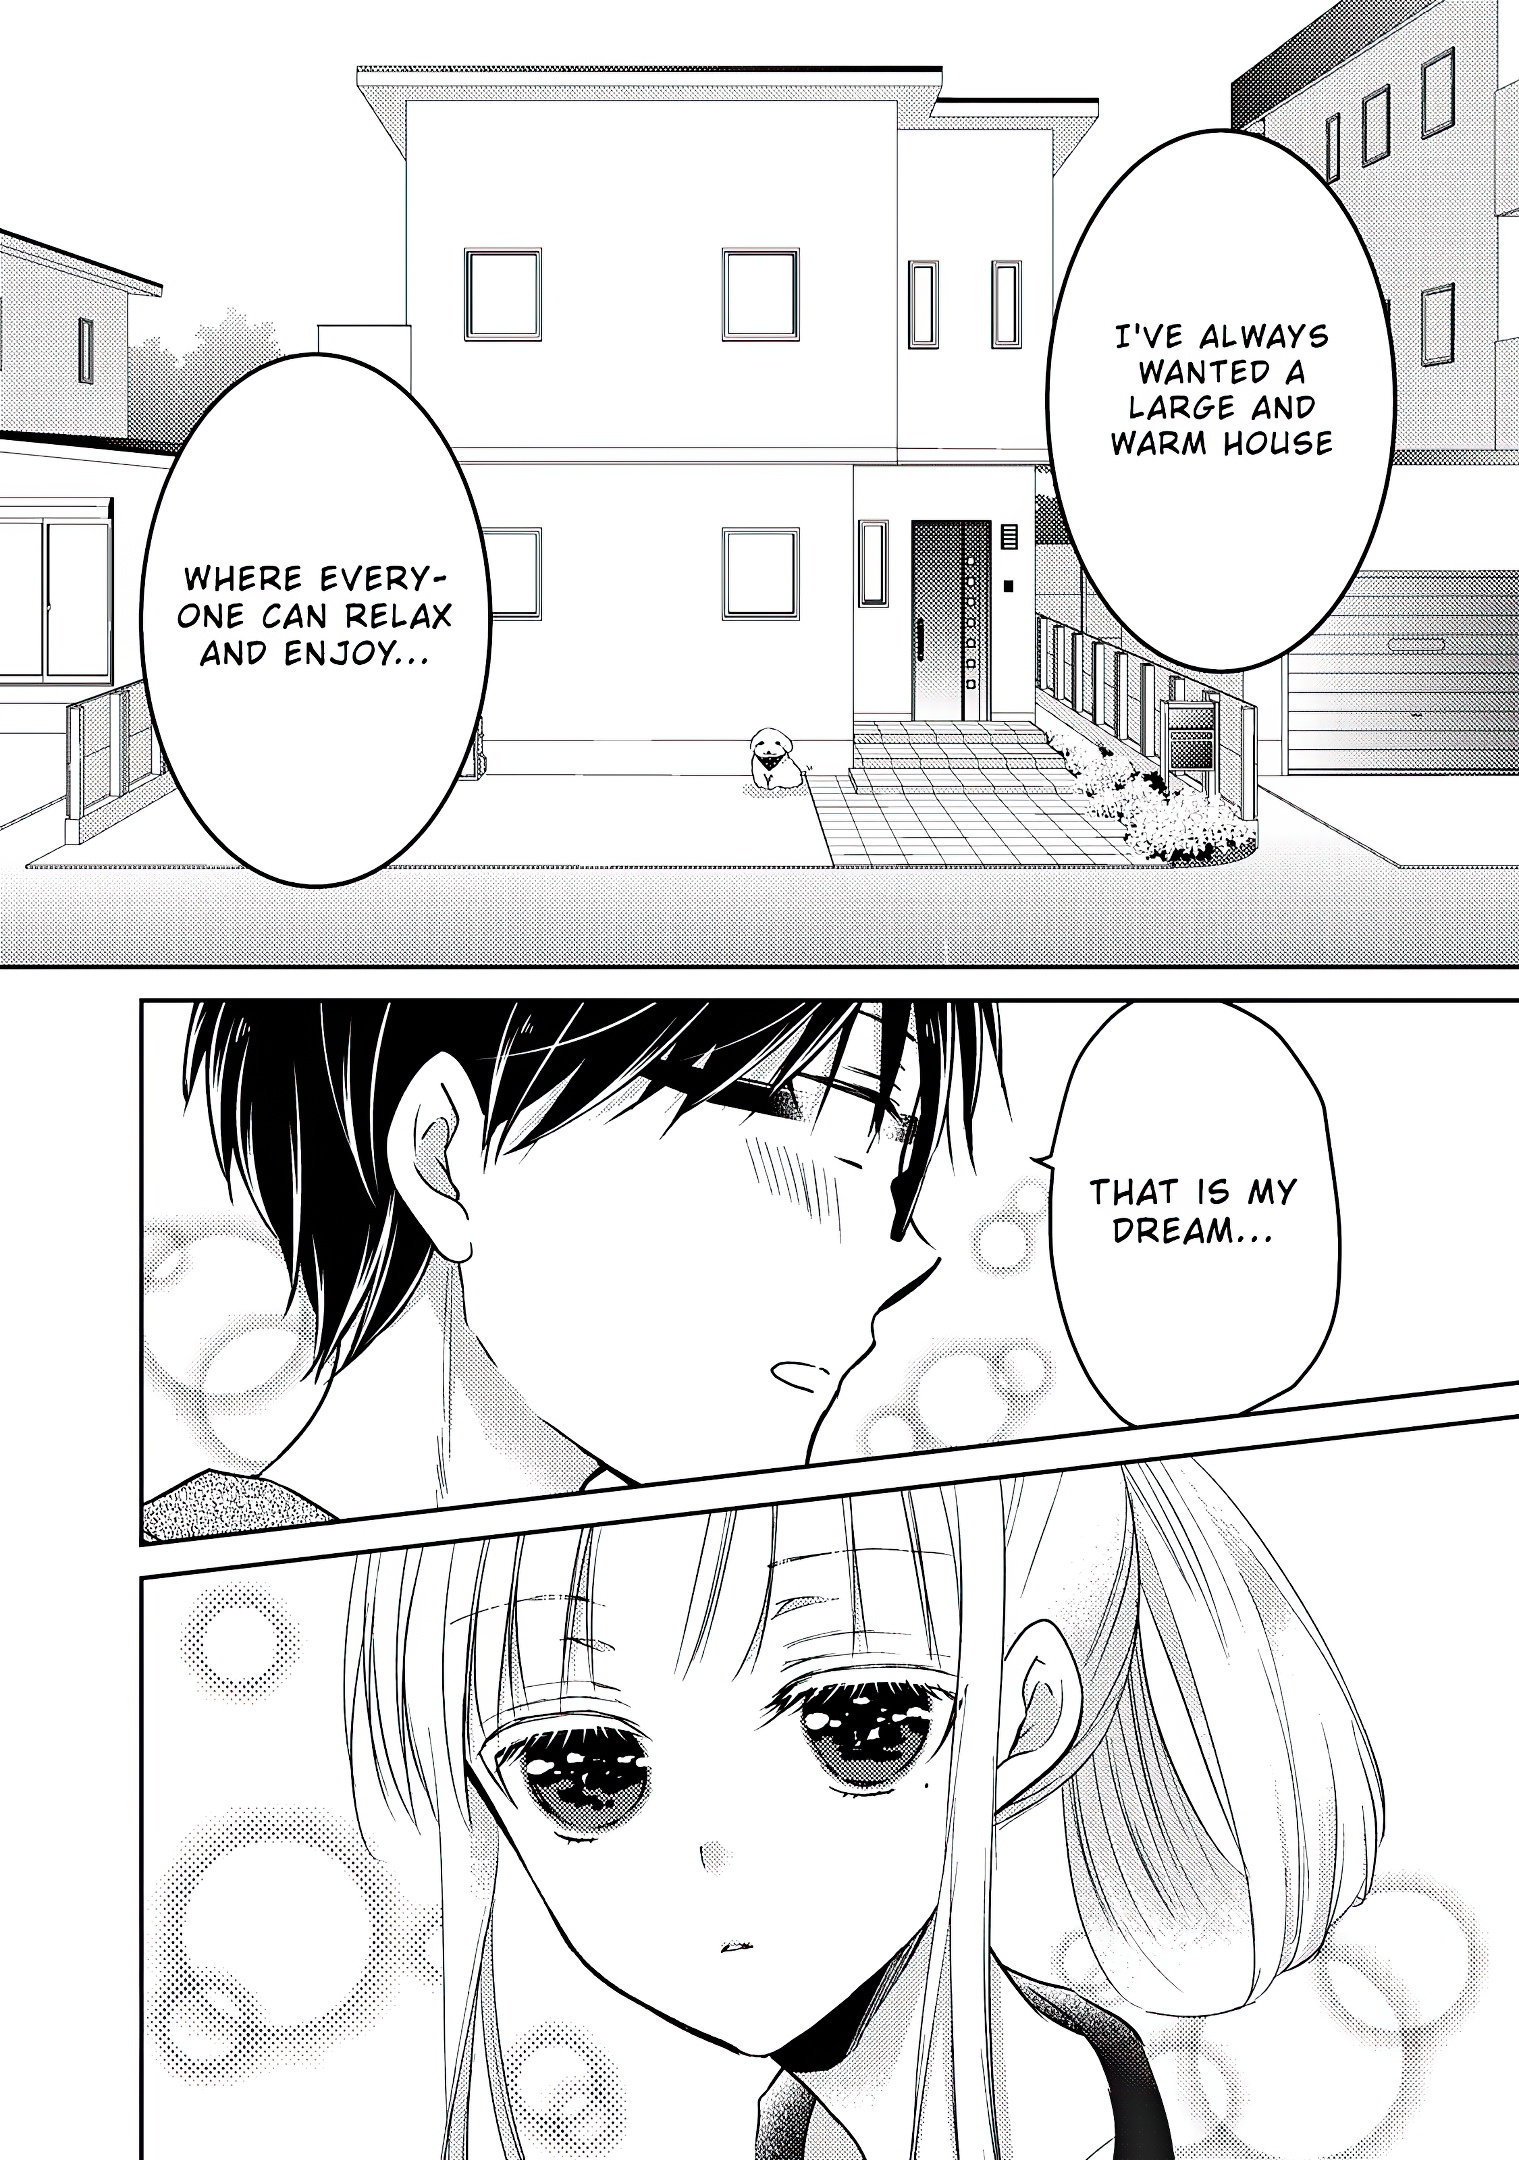 I'VE ALWAYS
WANTED A
LARGE AND
WARM HOUSE
WHERE EVERY-
ONE CAN RELAX
AND ENJOY...
THAT IS MY
DREAM...